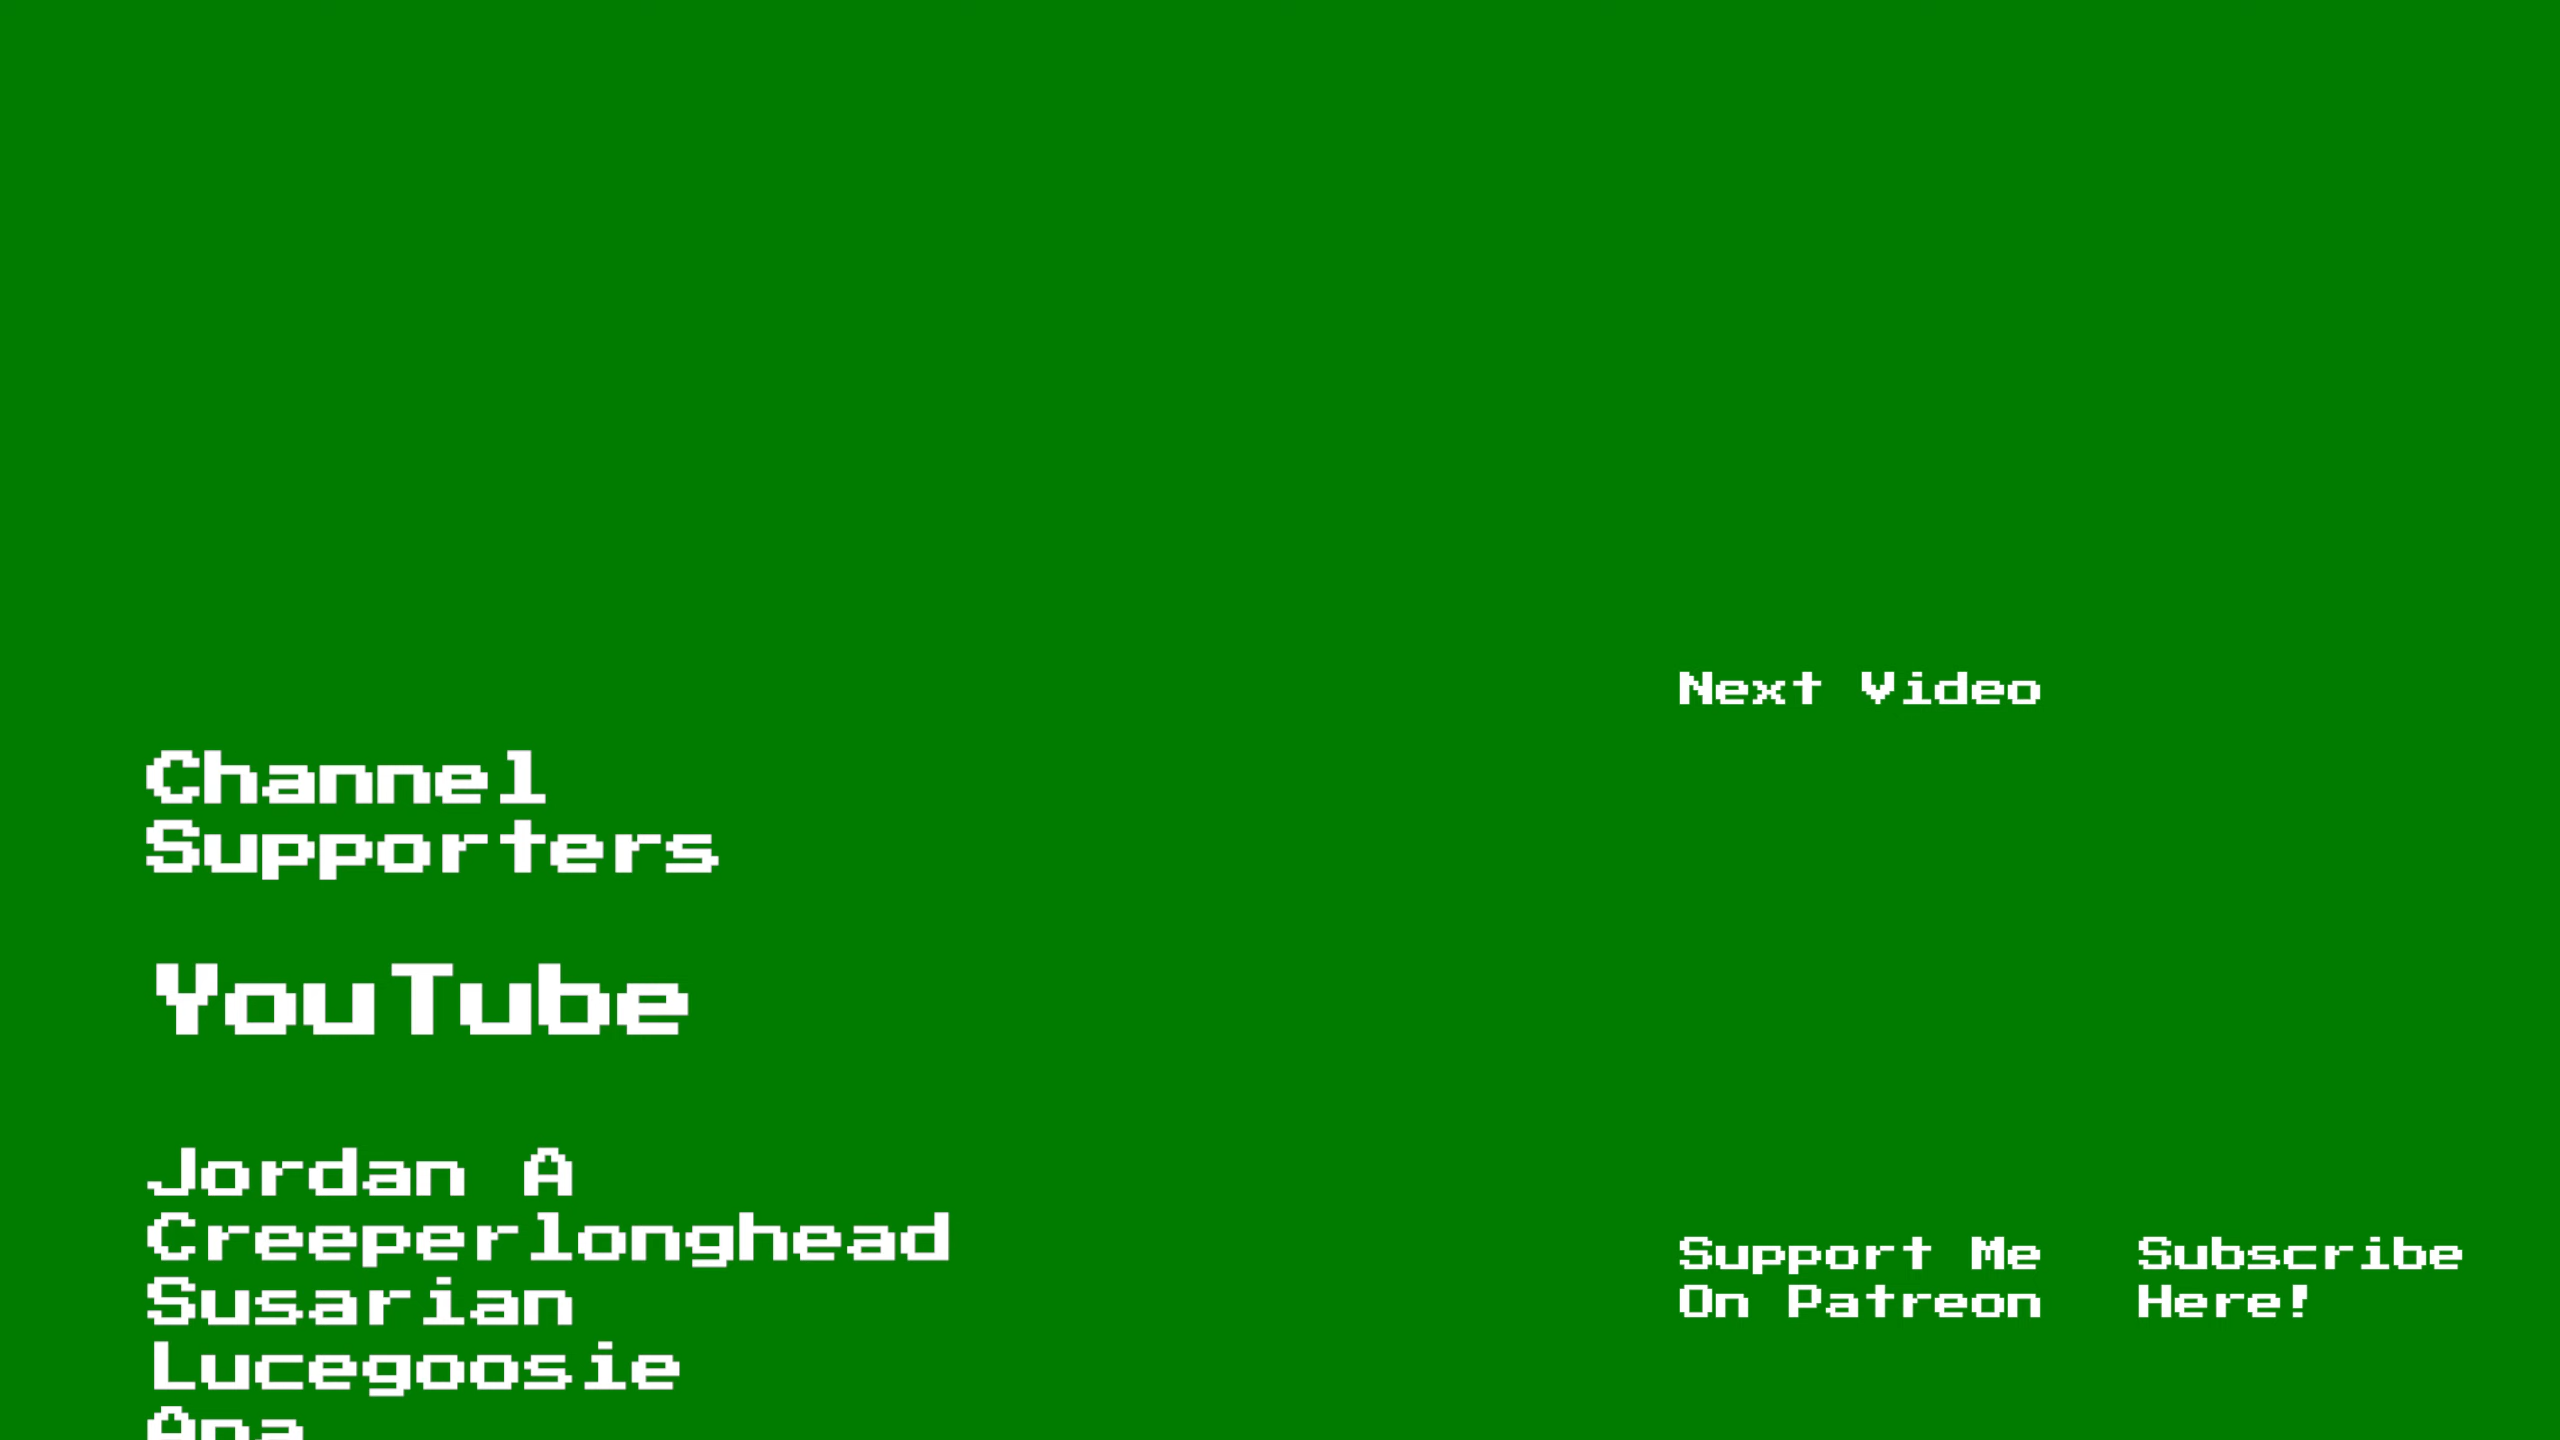 Channel
Supporters
YouTube
Jordan A
Creeperlonghead
Susarian
Lucegoosie
Next Video
Support Me
On Patreon
Subscribe
Here!